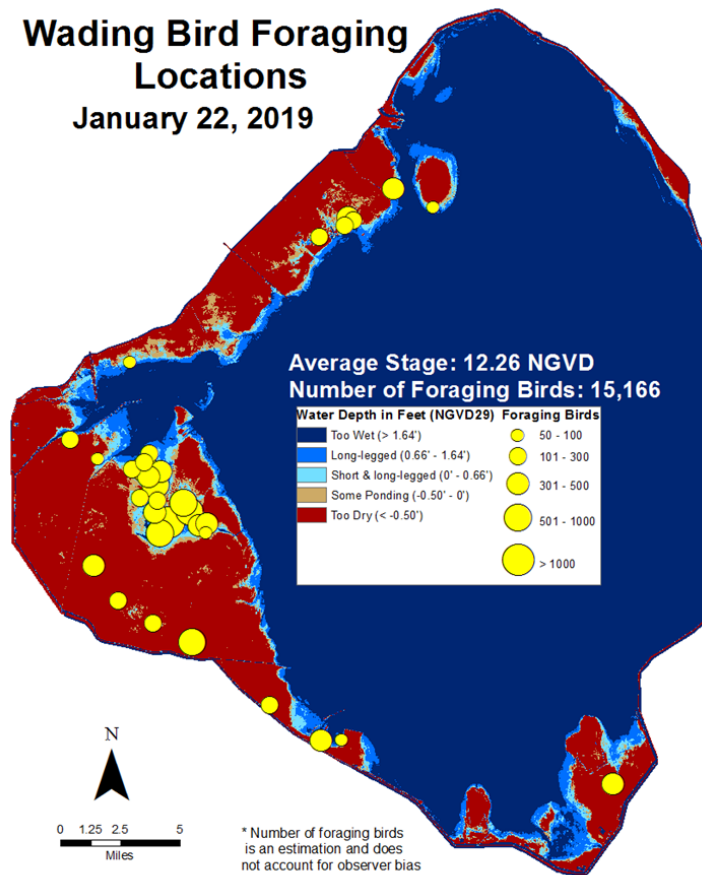 Wading Bird Foraging
Locations
January 22, 2019
Average Stage: 12.26 NGVD
Number of Foraging Birds: 15,166
Water Depth in Feet (NGVD29)
Too Wet (> 1.64')
Long-legged (0.66' - 1.64')
Short & long-legged (0' - 0.66')
Some Ponding (-0.50' - 0')
Too Dry (< -0.50')
Foraging Birds
50 - 100
101 - 300
301 - 500
501 - 1000
> 1000
N
0 1.25 2.5 5
Miles
* Number of foraging birds
is an estimation and does
not account for observer bias